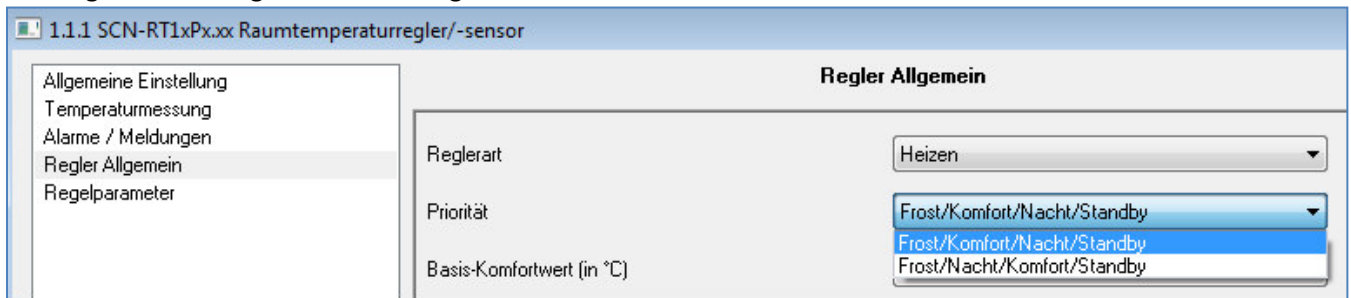 1.1.1 SCN-RT1xPx.xx Raumtemperaturregler/-sensor
Allgemeine Einstellung
Temperaturmessung
Alarme / Meldungen
Regler Allgemein
Regelparameter
Regler Allgemein
Reglerart
Heizen
Priorität
Frost/Komfort/Nacht/Standby
Frost/Komfort/Nacht/Standby
Frost/Nacht/Komfort/Standby
Basis-Komfortwert (in °C)